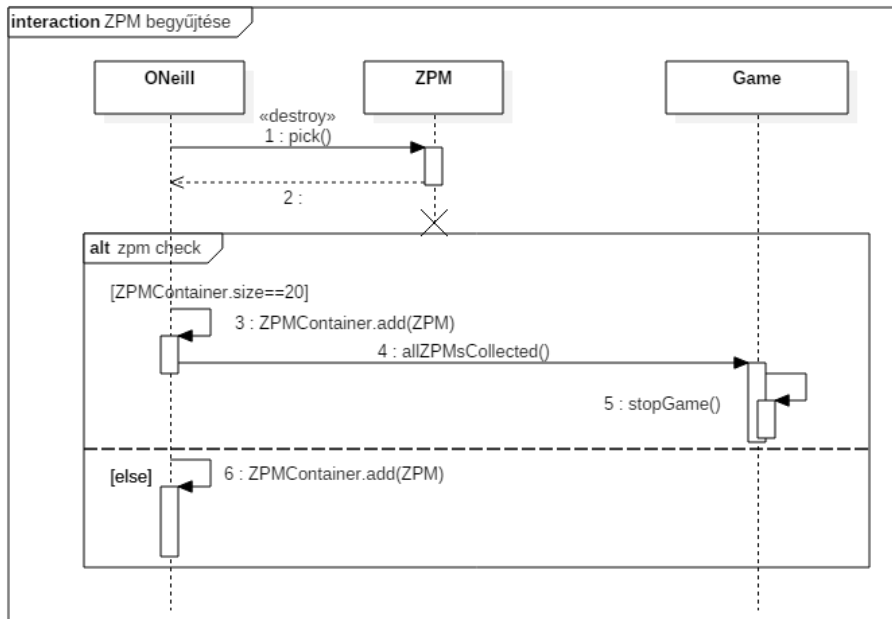 interaction ZPM begyűjtése
ONeill
ZPM
Game
«destroy»
1 : pick()
2 :
alt zpm check
[ZPMContainer.size==20]
3 : ZPMContainer.add(ZPM)
4 : allZPMsCollected()
5 : stopGame()
[else]
6 : ZPMContainer.add(ZPM)